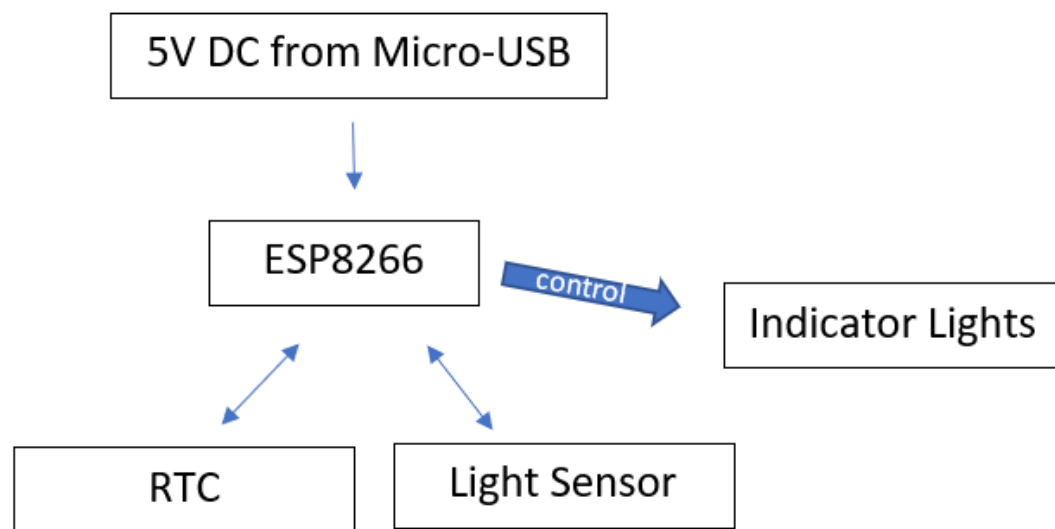 5V DC from Micro-USB
ESP8266
control
Indicator Lights
RTC
Light Sensor